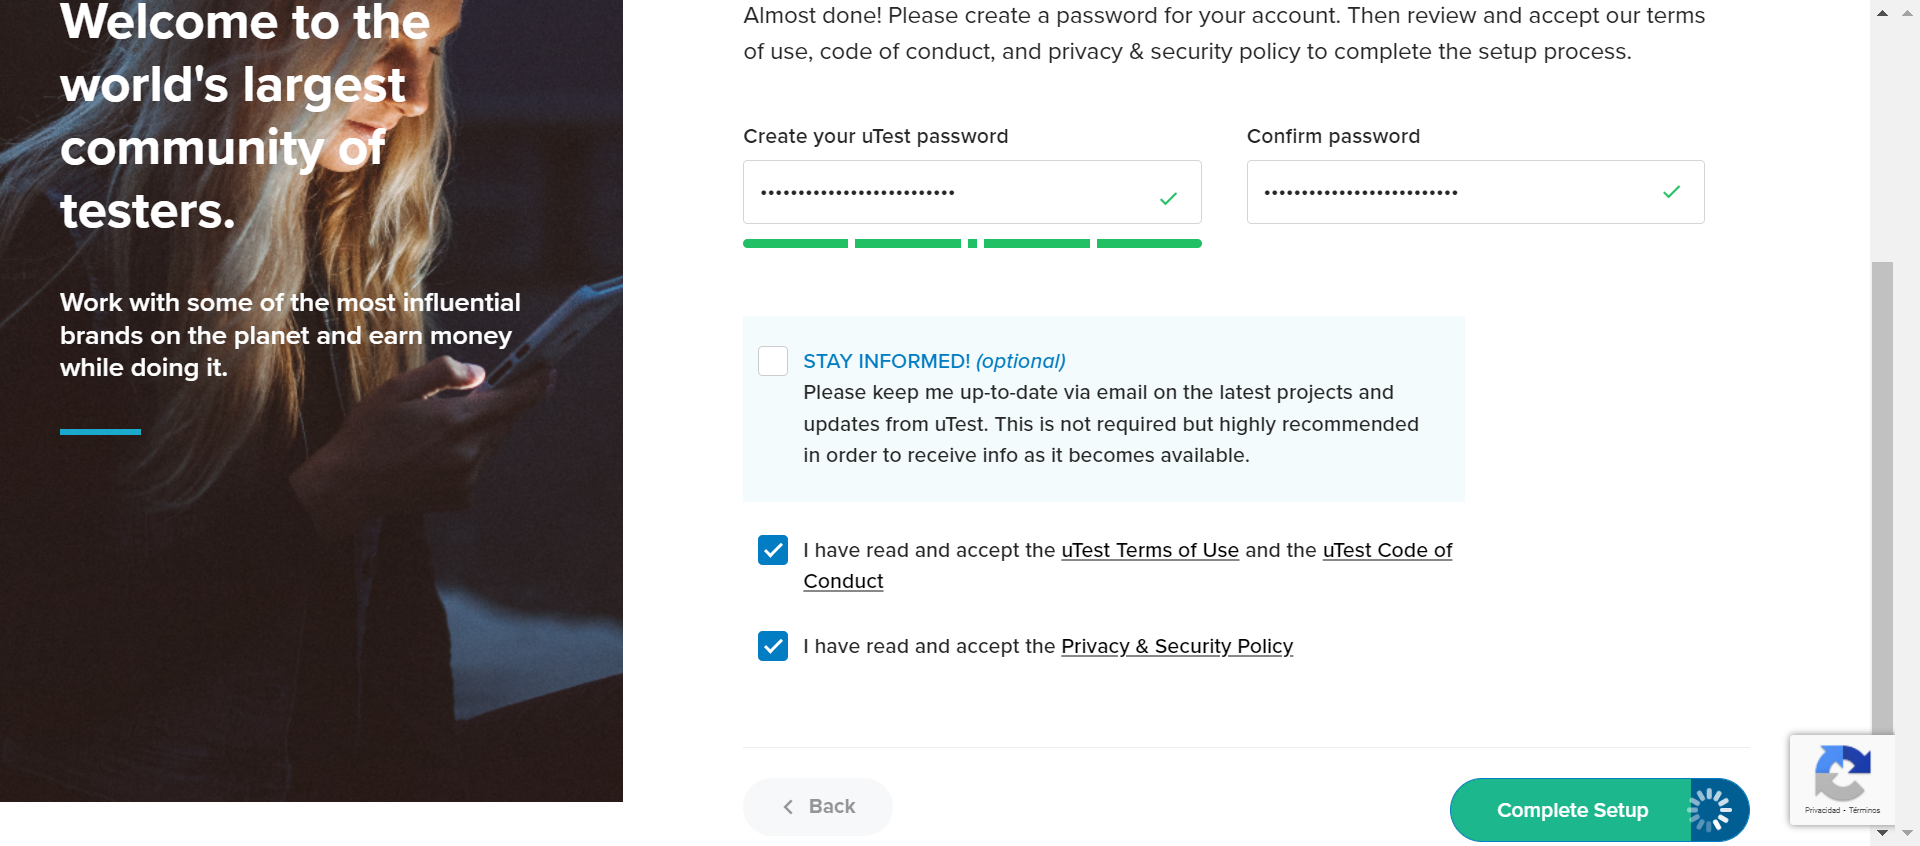 Welcome to the
world's largest
community of
testers.
Work with some of the most influential
brands on the planet and earn money
while doing it.
Almost done! Please create a password for your account. Then review and accept our terms
of use, code of conduct, and privacy & security policy to complete the setup process.
Create your uTest password
Confirm password
STAY INFORMED! (optional)
Please keep me up-to-date via email on the latest projects and
updates from uTest. This is not required but highly recommended
in order to receive info as it becomes available.
I have read and accept the uTest Terms of Use and the uTest Code of
Conduct
I have read and accept the Privacy & Security Policy
Back
Complete Setup
Privacidad - Términos